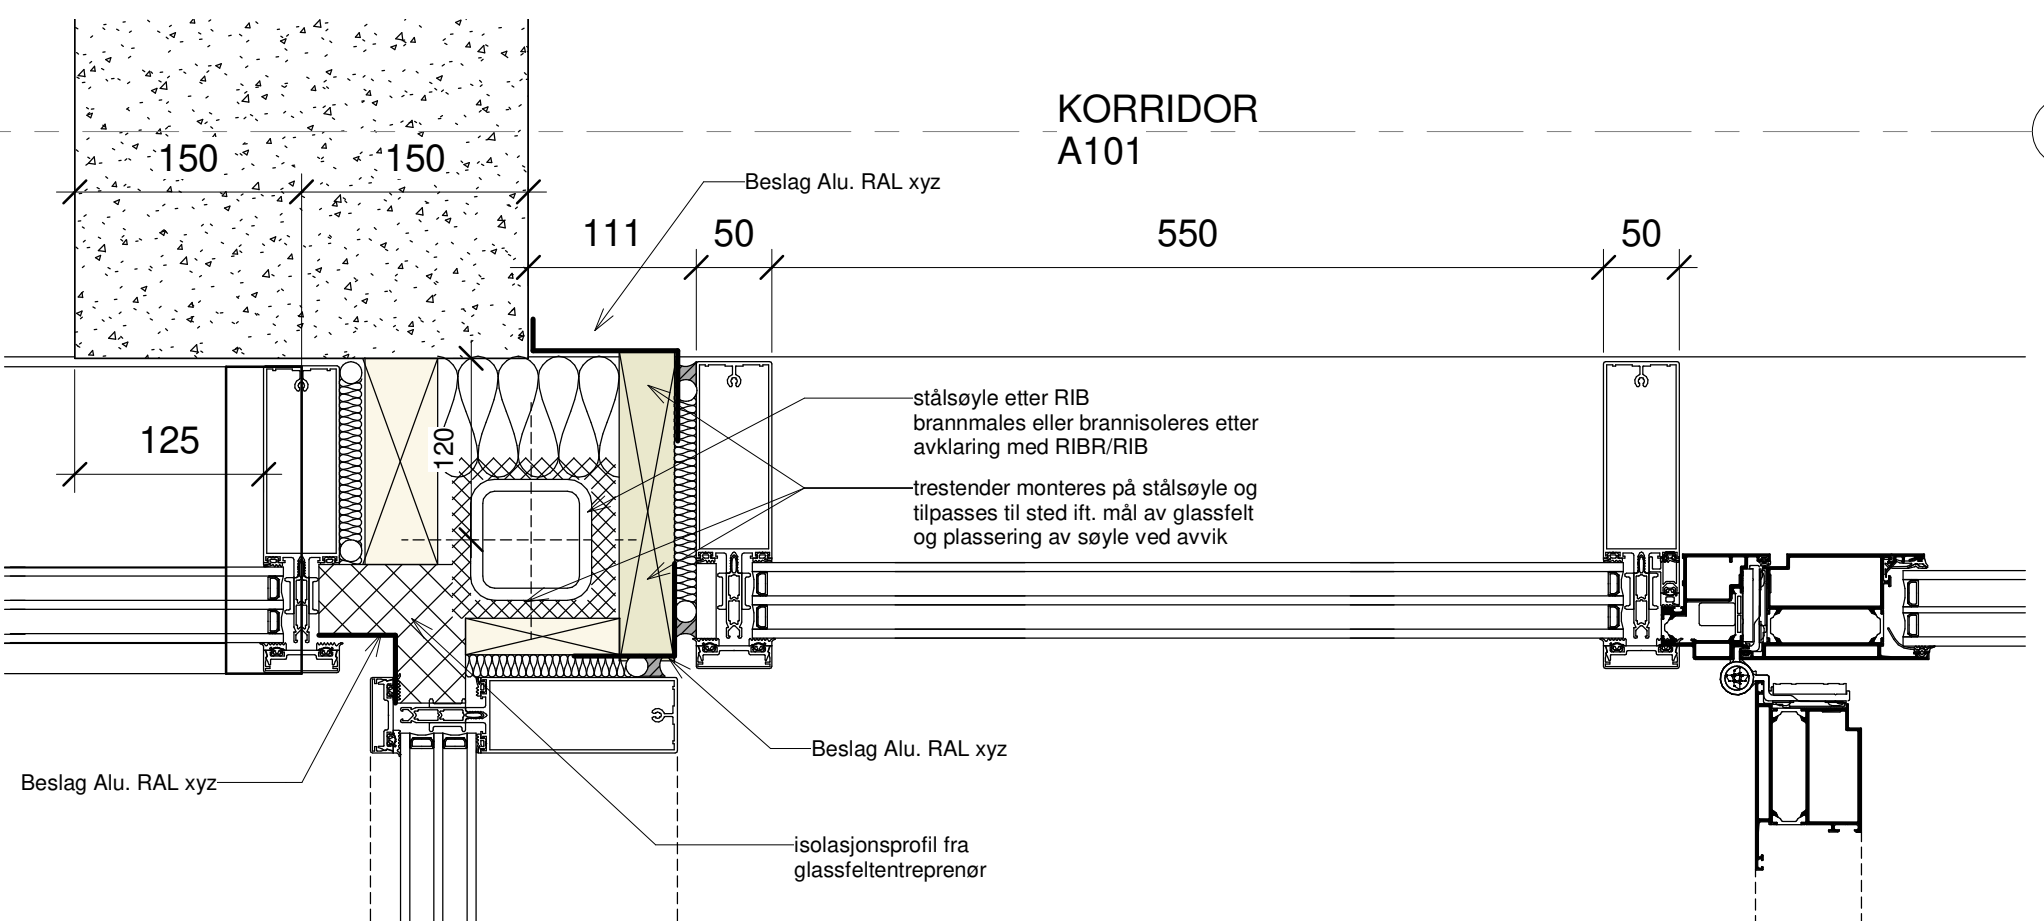 KORRIDOR
A101
150
150
Beslag Alu. RAL xyz
111
50
550
50
125
120
stålsøyle etter RIB
brannmales eller brannisoleres etter
avklaring med RIBR/RIB
trestender monteres på stålsøyle og
tilpasses til sted ift. mål av glassfelt
og plassering av søyle ved avvik
Beslag Alu. RAL xyz
Beslag Alu. RAL xyz
isolasjonsprofil fra
glassfeltentreprenør